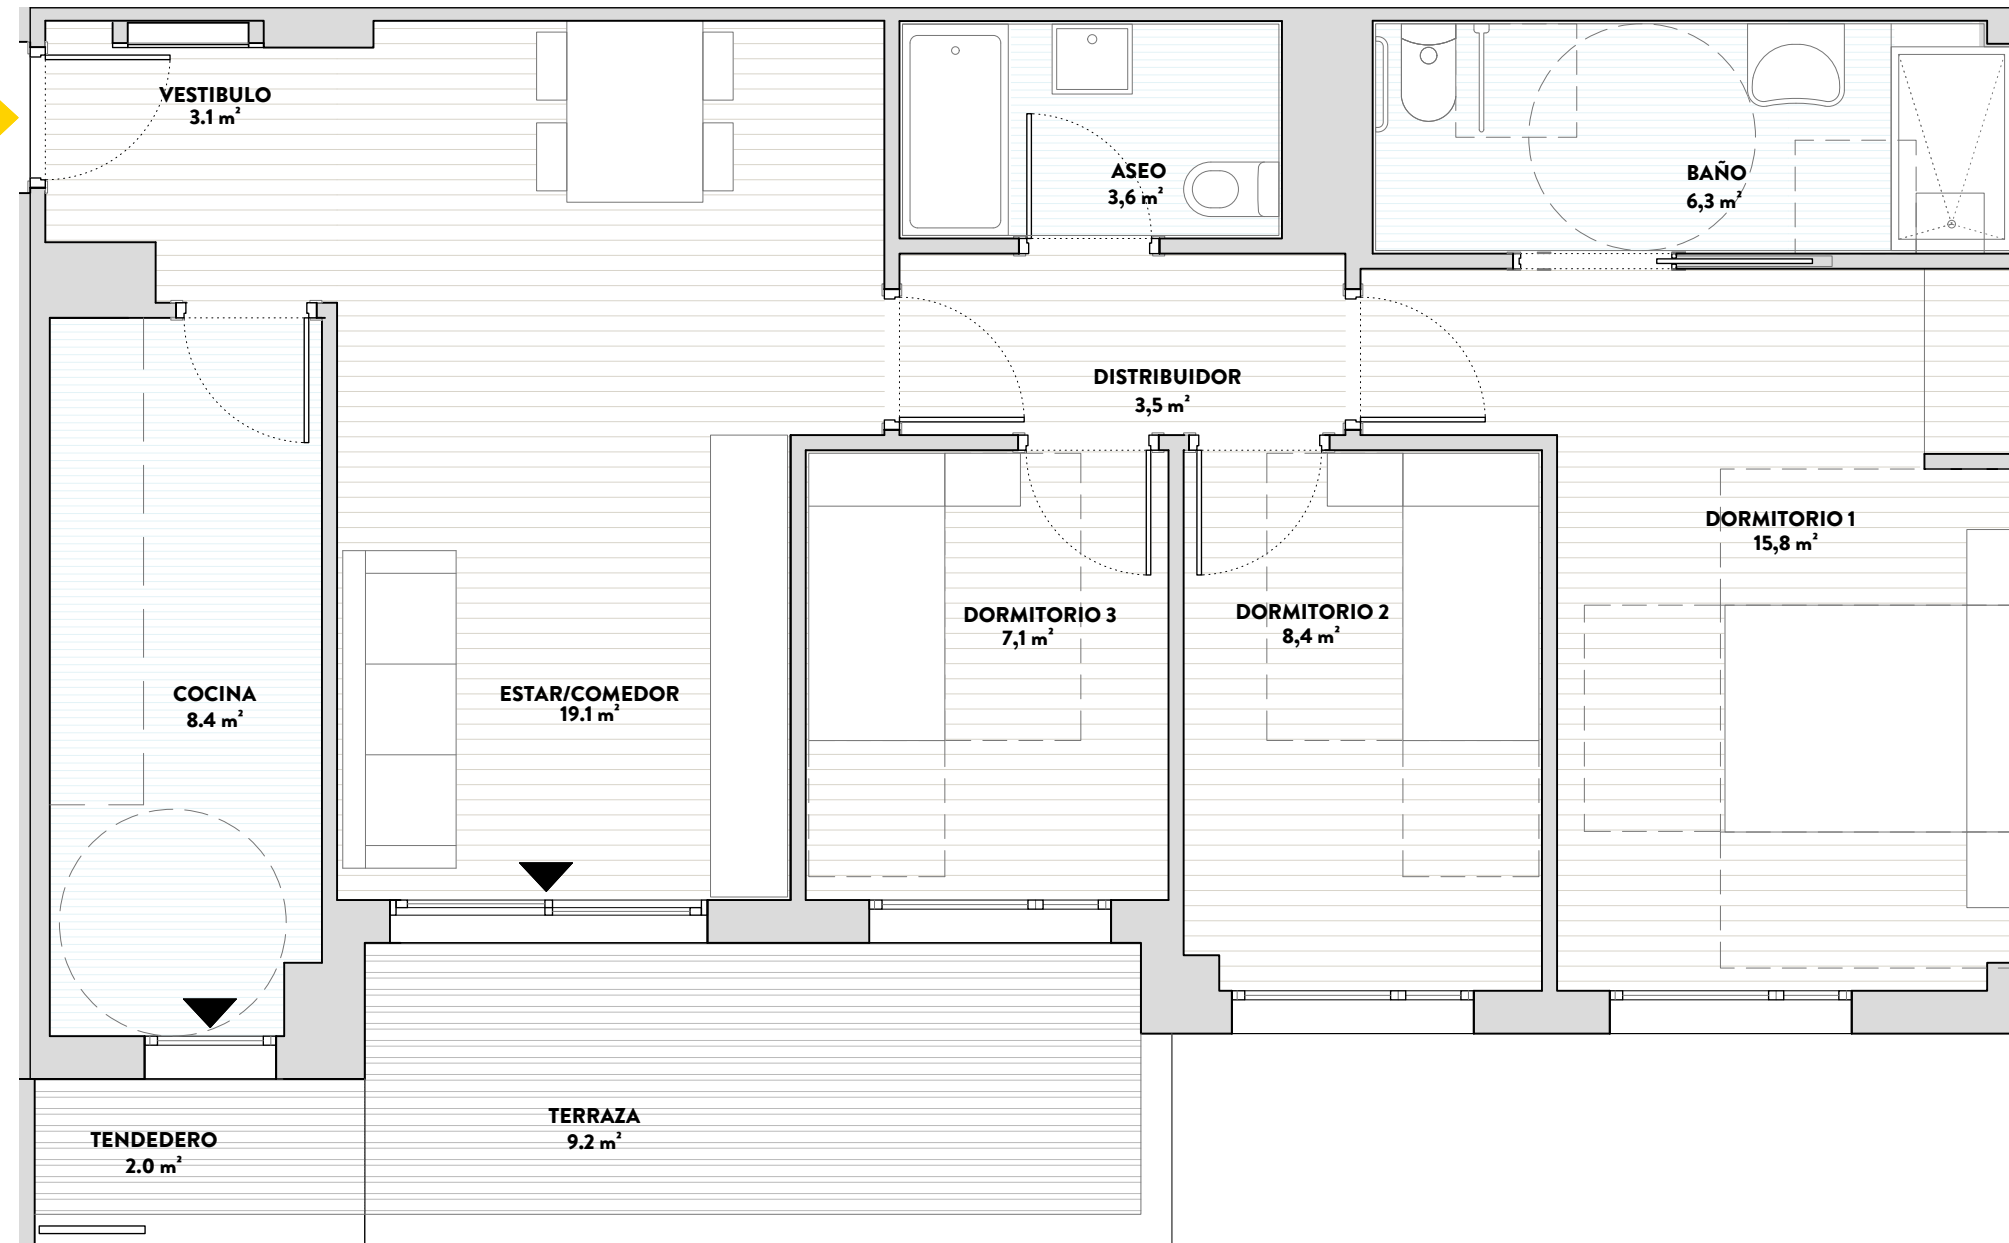 VESTIBULO
3.1 m²
ASEO
3,6 m²
BAÑO
6,3 m²
DISTRIBUIDOR
3,5 m²
DORMITORIO 1
15,8 m²
DORMITORIO 3
7,1 m²
DORMITORIO 2
8,4 m²
COCINA
8.4 m²
ESTAR/COMEDOR
19.1 m²
TERRAZA
9.2 m²
TENDEDERO
2.0 m²